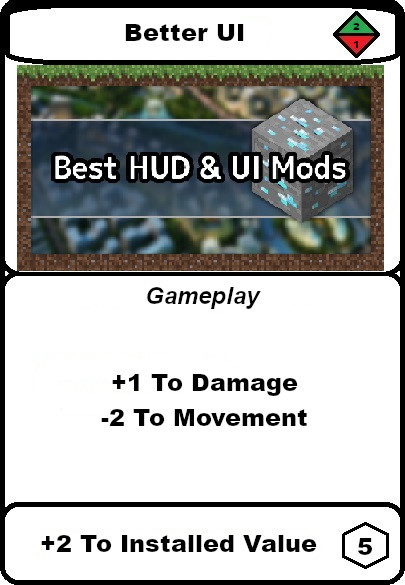 Better UI
2
1
Best HUD & UI Mods
Gameplay
+1 To Damage
-2 To Movement
+2 To Installed Value
5